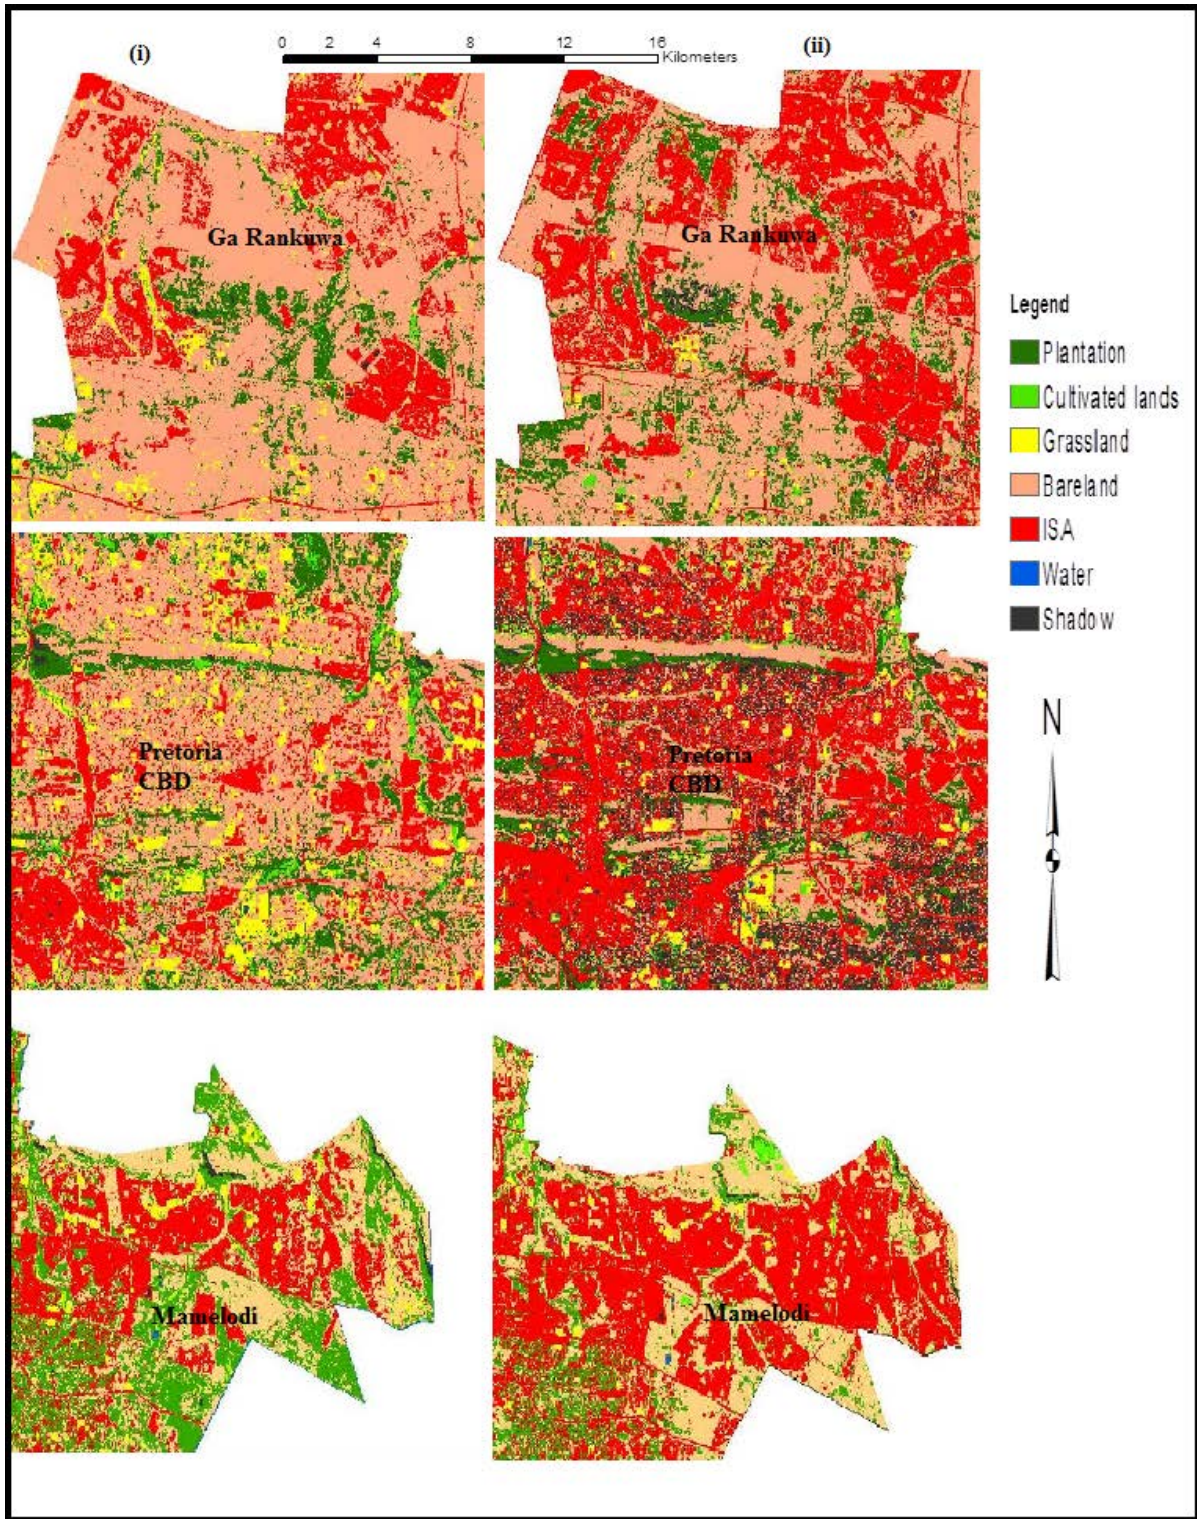 (i)
0 2 4 8 12 16
Kilometers
(ii)
Ga Rankuwa
Ga Rankuwa
Legend
Plantation
Cultivated lands
Grassland
Bareland
ISA
Water
Shadow
N
Pretoria
CBD
Pretoria
CBD
Mamelodi
Mamelodi